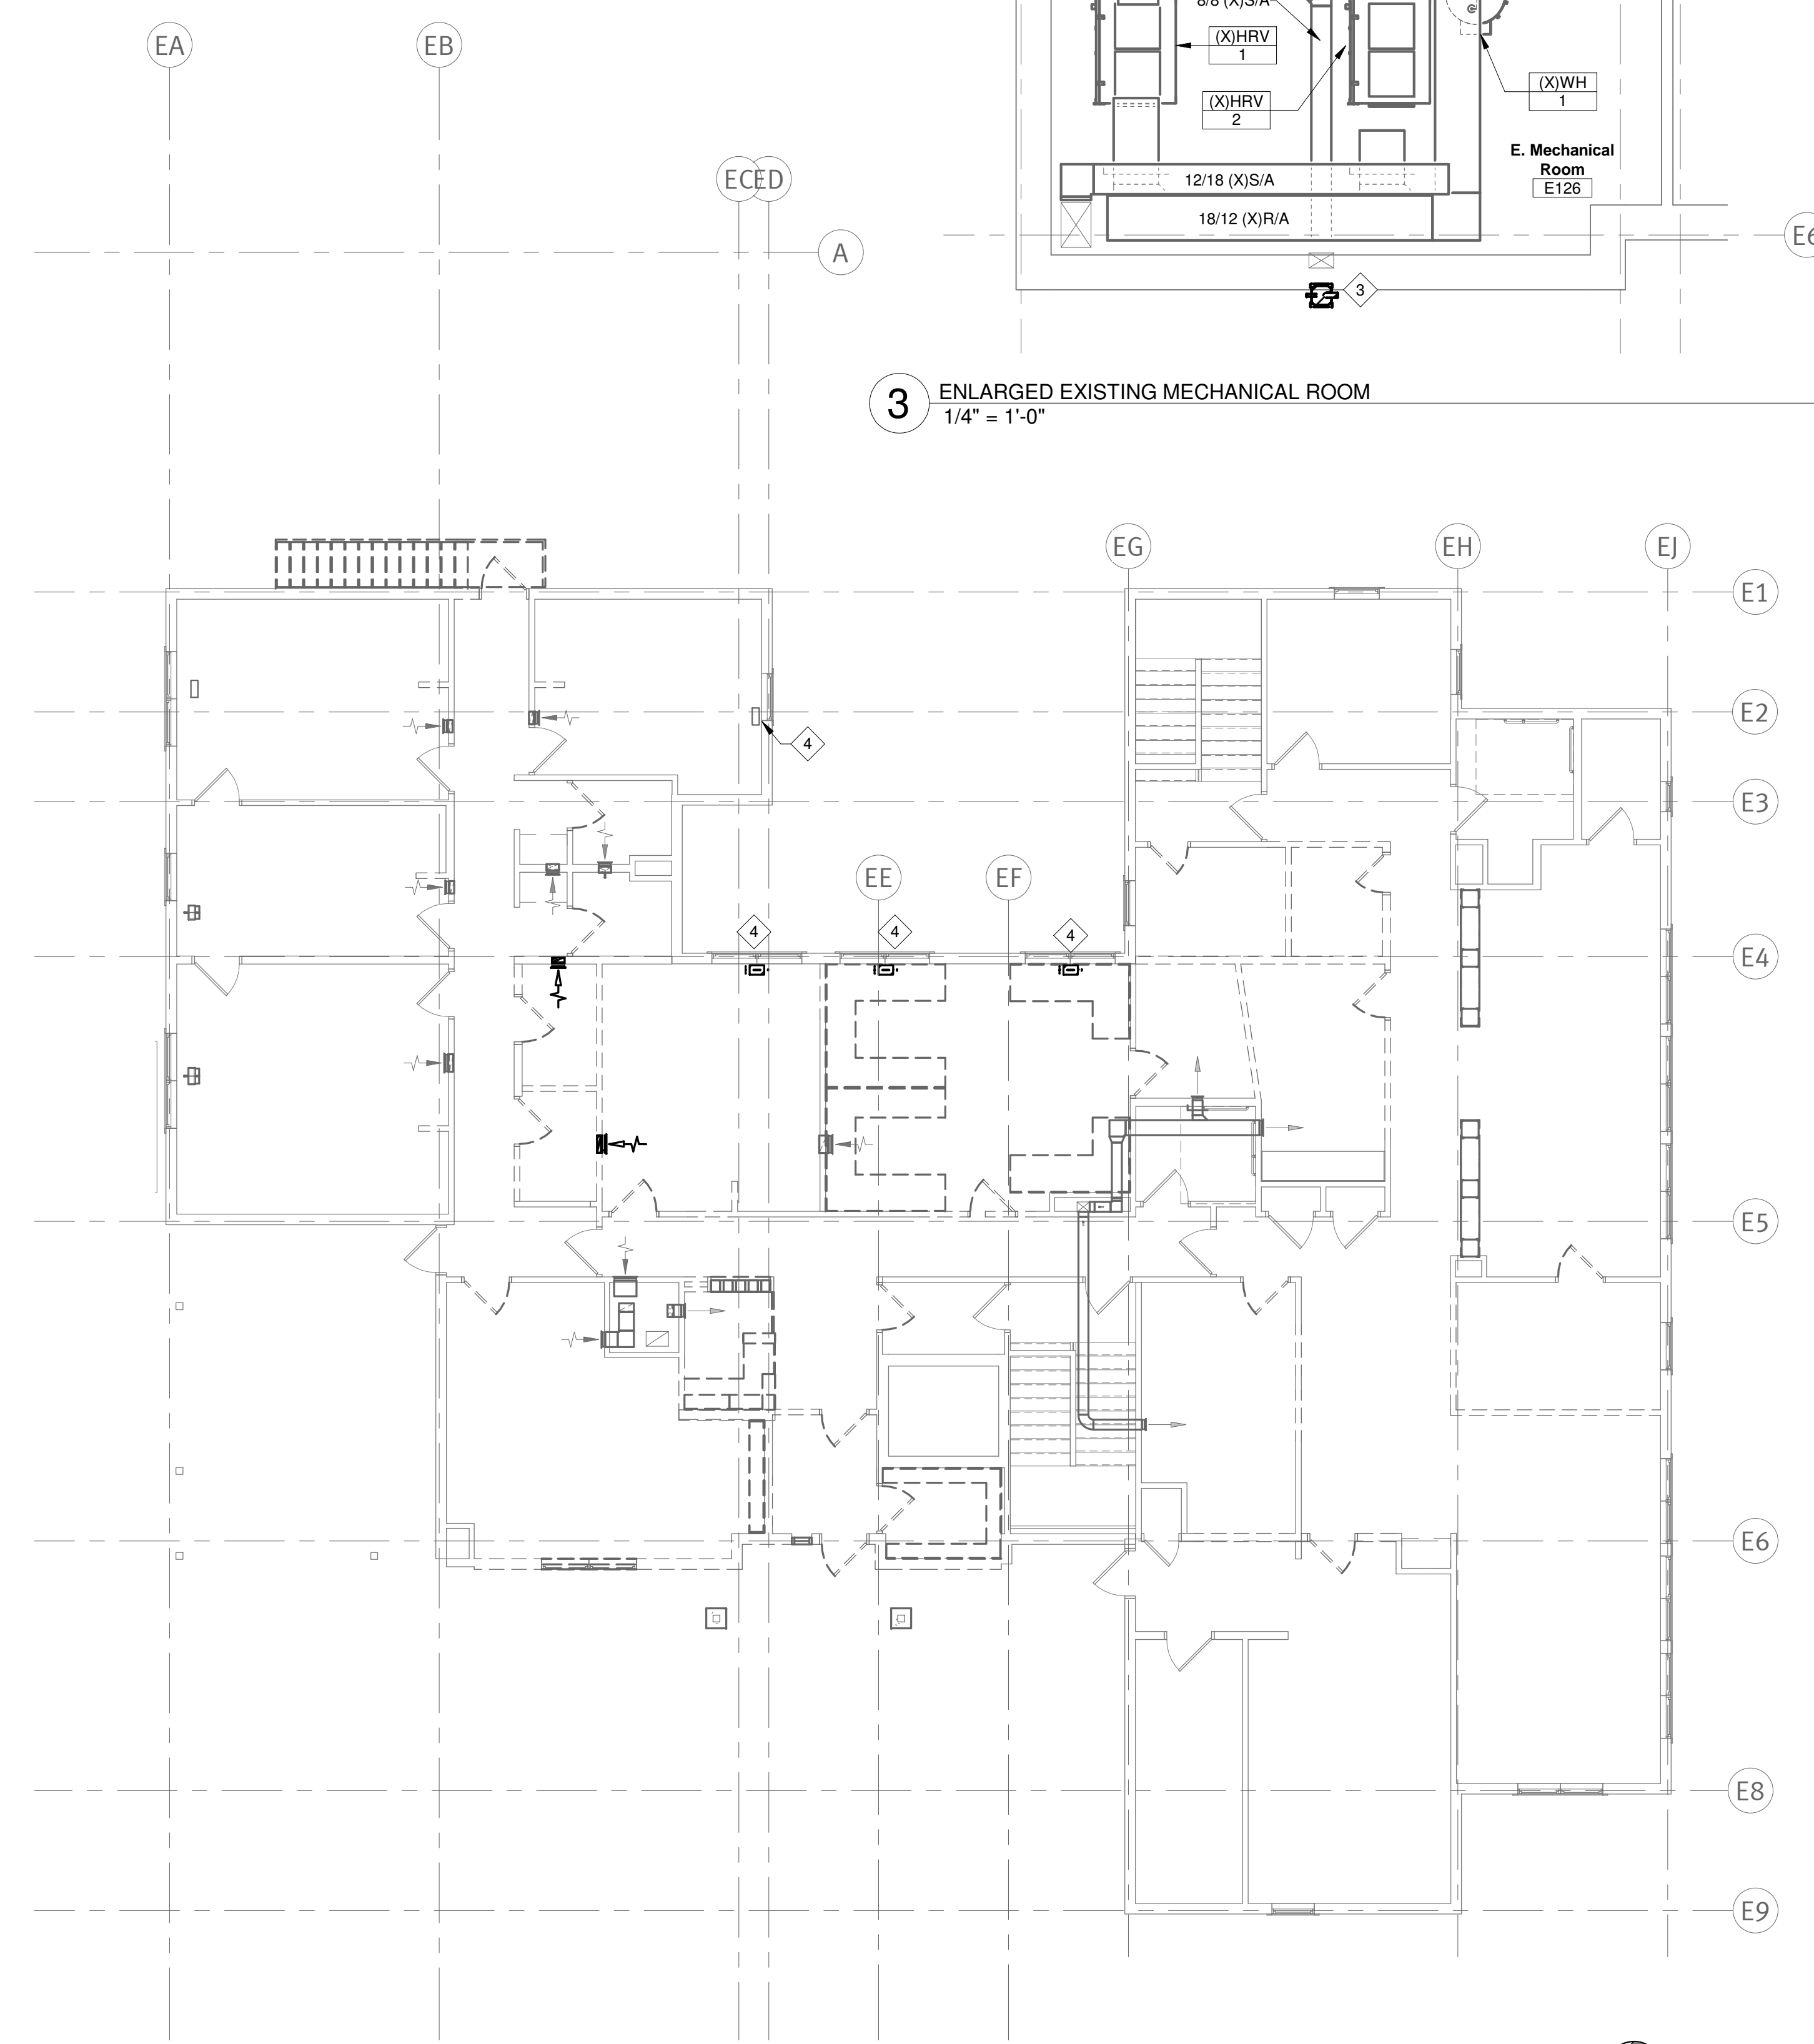 8/8 (X)S/A
EA
EB
(X)HRV
1
(X)WH
1
(X)HRV
2
E. Mechanical
Room
E126
EC
ED
12/18 (X)S/A
18/12 (X)R/A
A
3
3
ENLARGED EXISTING MECHANICAL ROOM
1/4" = 1'-0"
EG
EH
EJ
E1
E2
4
E3
EE
EF
4
4
4
E4
E5
E6
E8
E9